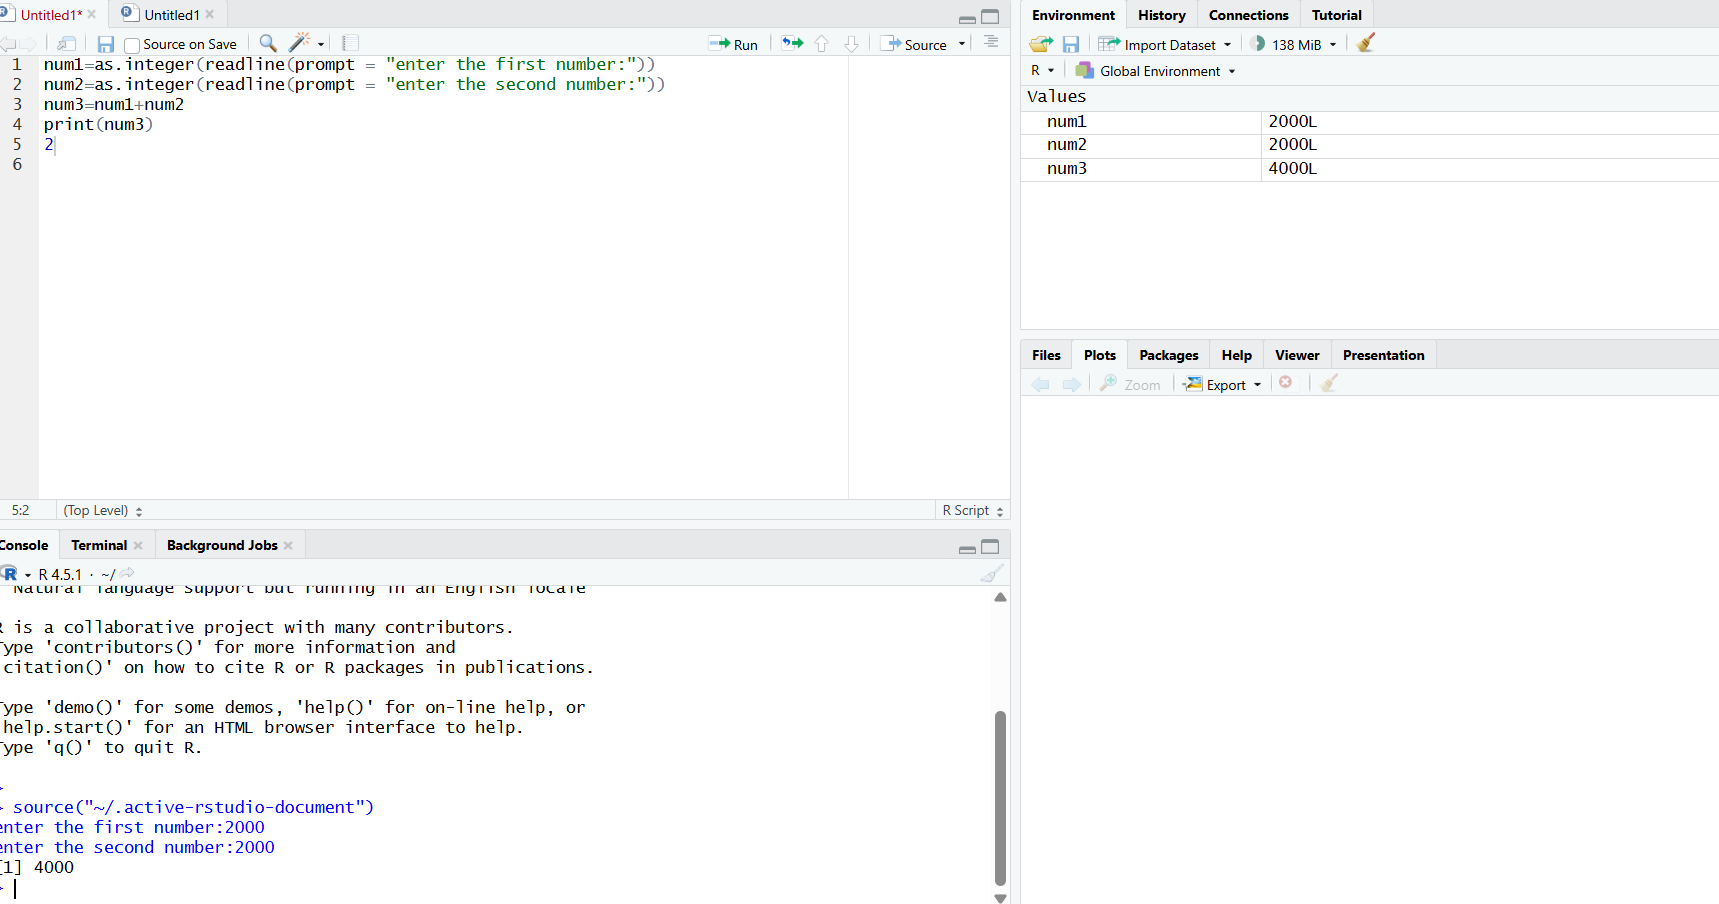 Untitled1* Untitled1
Source on Save Run Source
1 num1=as.integer(readline(prompt = "enter the first number:"))
2 num2=as.integer(readline(prompt = "enter the second number:"))
3 num3=num1+num2
4 print(num3)
5 2
6
5:2 (Top Level) R Script
Console Terminal Background Jobs
R 4.5.1 · ~/
Natural language support but running in an English locale
R is a collaborative project with many contributors.
Type 'contributors()' for more information and
citation()' on how to cite R or R packages in publications.
Type 'demo()' for some demos, 'help()' for on-line help, or
help.start()' for an HTML browser interface to help.
Type 'q()' to quit R.
>
> source("~/.active-rstudio-document")
enter the first number:2000
enter the second number:2000
[1] 4000
>
Environment History Connections Tutorial
Import Dataset 138 MiB
R Global Environment
Values
num1 2000L
num2 2000L
num3 4000L
Files Plots Packages Help Viewer Presentation
Zoom Export